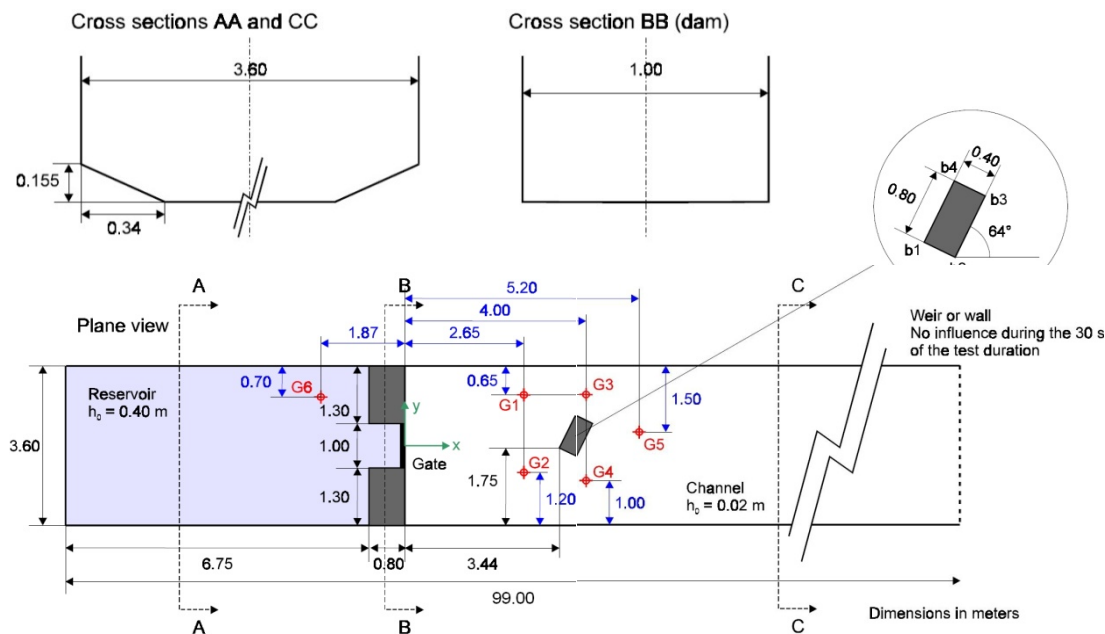 Cross sections AA and CC
Cross section BB (dam)
3.60
1.00
0.155
0.34
0.40
b4
0.80
b3
64°
b1
A
B
C
5.20
4.00
Plane view
1.87
2.65
Weir or wall
No influence during the 30 s
of the test duration
0.70
G6
0.65
G3
1.50
Reservoir
h₀ = 0.40 m
1.30
G1
y
3.60
1.00
x
G5
Gate
1.75
G2
G4
1.30
1.20
1.00
Channel
h₀ = 0.02 m
6.75
0.80
3.44
99.00
A
B
C
Dimensions in meters